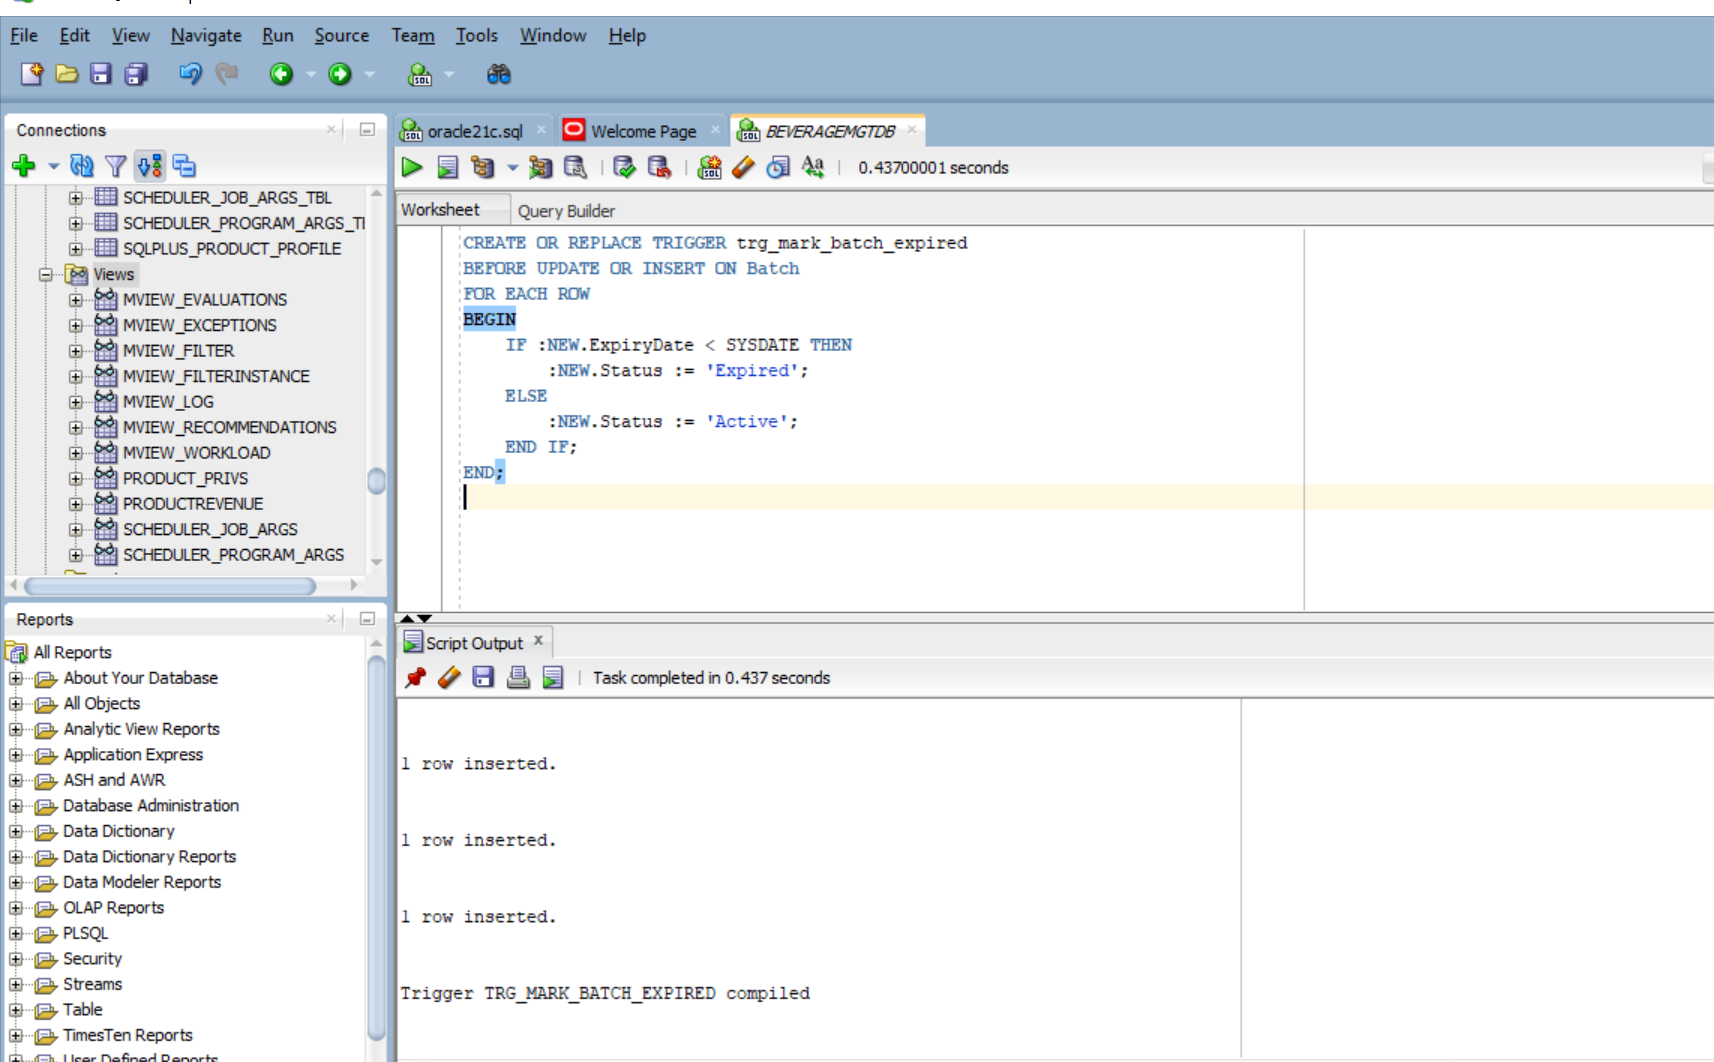 File Edit View Navigate Run Source Team Tools Window Help
Connections
SCHEDULER_JOB_ARGS_TBL
SCHEDULER_PROGRAM_ARGS_T
SQLPLUS_PRODUCT_PROFILE
Views
MVIEW_EVALUATIONS
MVIEW_EXCEPTIONS
MVIEW_FILTER
MVIEW_FILTERINSTANCE
MVIEW_LOG
MVIEW_RECOMMENDATIONS
MVIEW_WORKLOAD
PRODUCT_PRIVS
PRODUCTREVENUE
SCHEDULER_JOB_ARGS
SCHEDULER_PROGRAM_ARGS
Reports
All Reports
About Your Database
All Objects
Analytic View Reports
Application Express
ASH and AWR
Database Administration
Data Dictionary
Data Dictionary Reports
Data Modeler Reports
OLAP Reports
PLSQL
Security
Streams
Table
TimesTen Reports
User Defined Reports
oracle21c.sql Welcome Page BEVERAGEMGTDB
0.43700001 seconds
Worksheet Query Builder
CREATE OR REPLACE TRIGGER trg_mark_batch_expired
BEFORE UPDATE OR INSERT ON Batch
FOR EACH ROW
BEGIN
IF :NEW.ExpiryDate < SYSDATE THEN
:NEW.Status := 'Expired';
ELSE
:NEW.Status := 'Active';
END IF;
END;
Script Output
Task completed in 0.437 seconds
1 row inserted.
1 row inserted.
1 row inserted.
Trigger TRG_MARK_BATCH_EXPIRED compiled